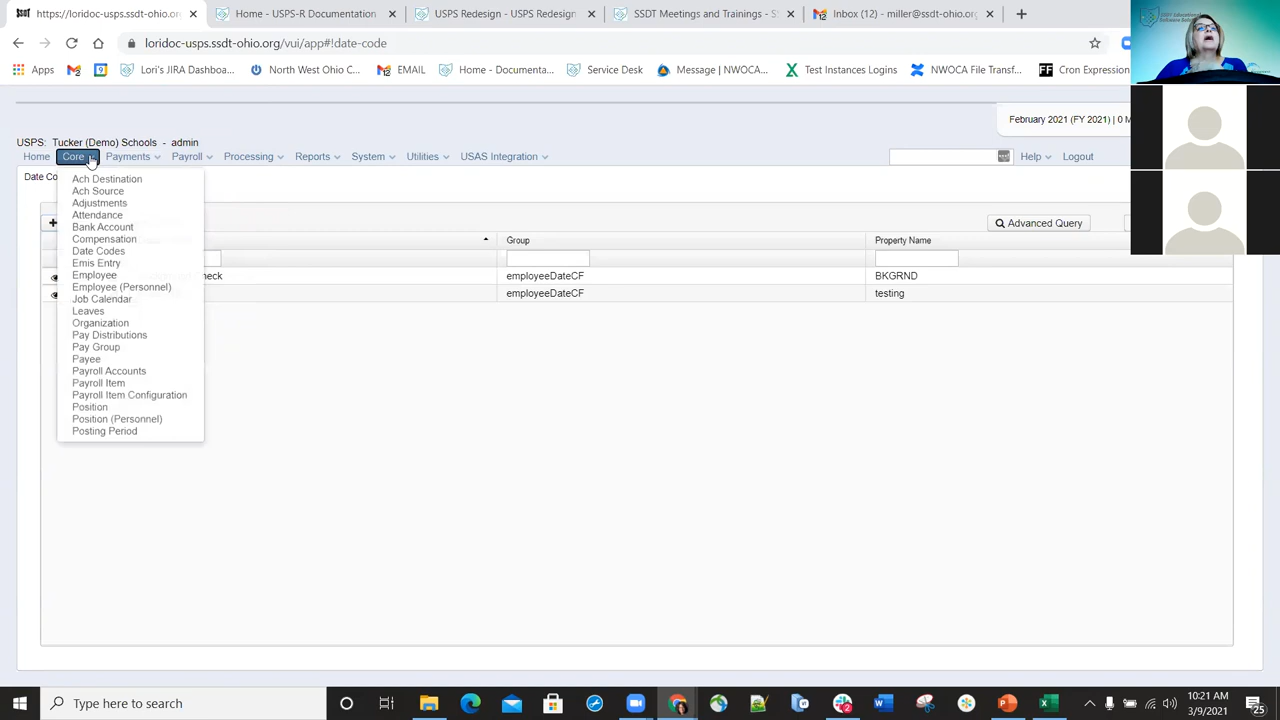 https://loridoc-usps.ssdt-ohio.org/
Home - USPS-R Documentation
USPS Redesign - USPS Redesign
SSDT Meetings and Trainings - S
Inbox (12) - miller@ssdt-ohio.org
loridoc-usps.ssdt-ohio.org/vui/app#!date-code
Apps
Lori's JIRA Dashboa...
North West Ohio C...
EMAIL
Home - Documenta...
Service Desk
Message | NWOCA...
Test Instances Logins
NWOCA File Transf...
Cron Expression
February 2021 (FY 2021) | 0 M
USPS: Tucker (Demo) Schools - admin
Home Core Payments Payroll Processing Reports System Utilities USAS Integration Help Logout
Date Co
Ach Destination
Ach Source
Adjustments
Attendance
Bank Account
Compensation
Date Codes
Emis Entry
Employee
Employee (Personnel)
Job Calendar
Leaves
Organization
Pay Distributions
Pay Group
Payee
Payroll Accounts
Payroll Item
Payroll Item Configuration
Position
Position (Personnel)
Posting Period
Advanced Query
Group
Property Name
heck
employeeDateCF
BKGRND
employeeDateCF
testing
Type here to search
10:21 AM
3/9/2021
25